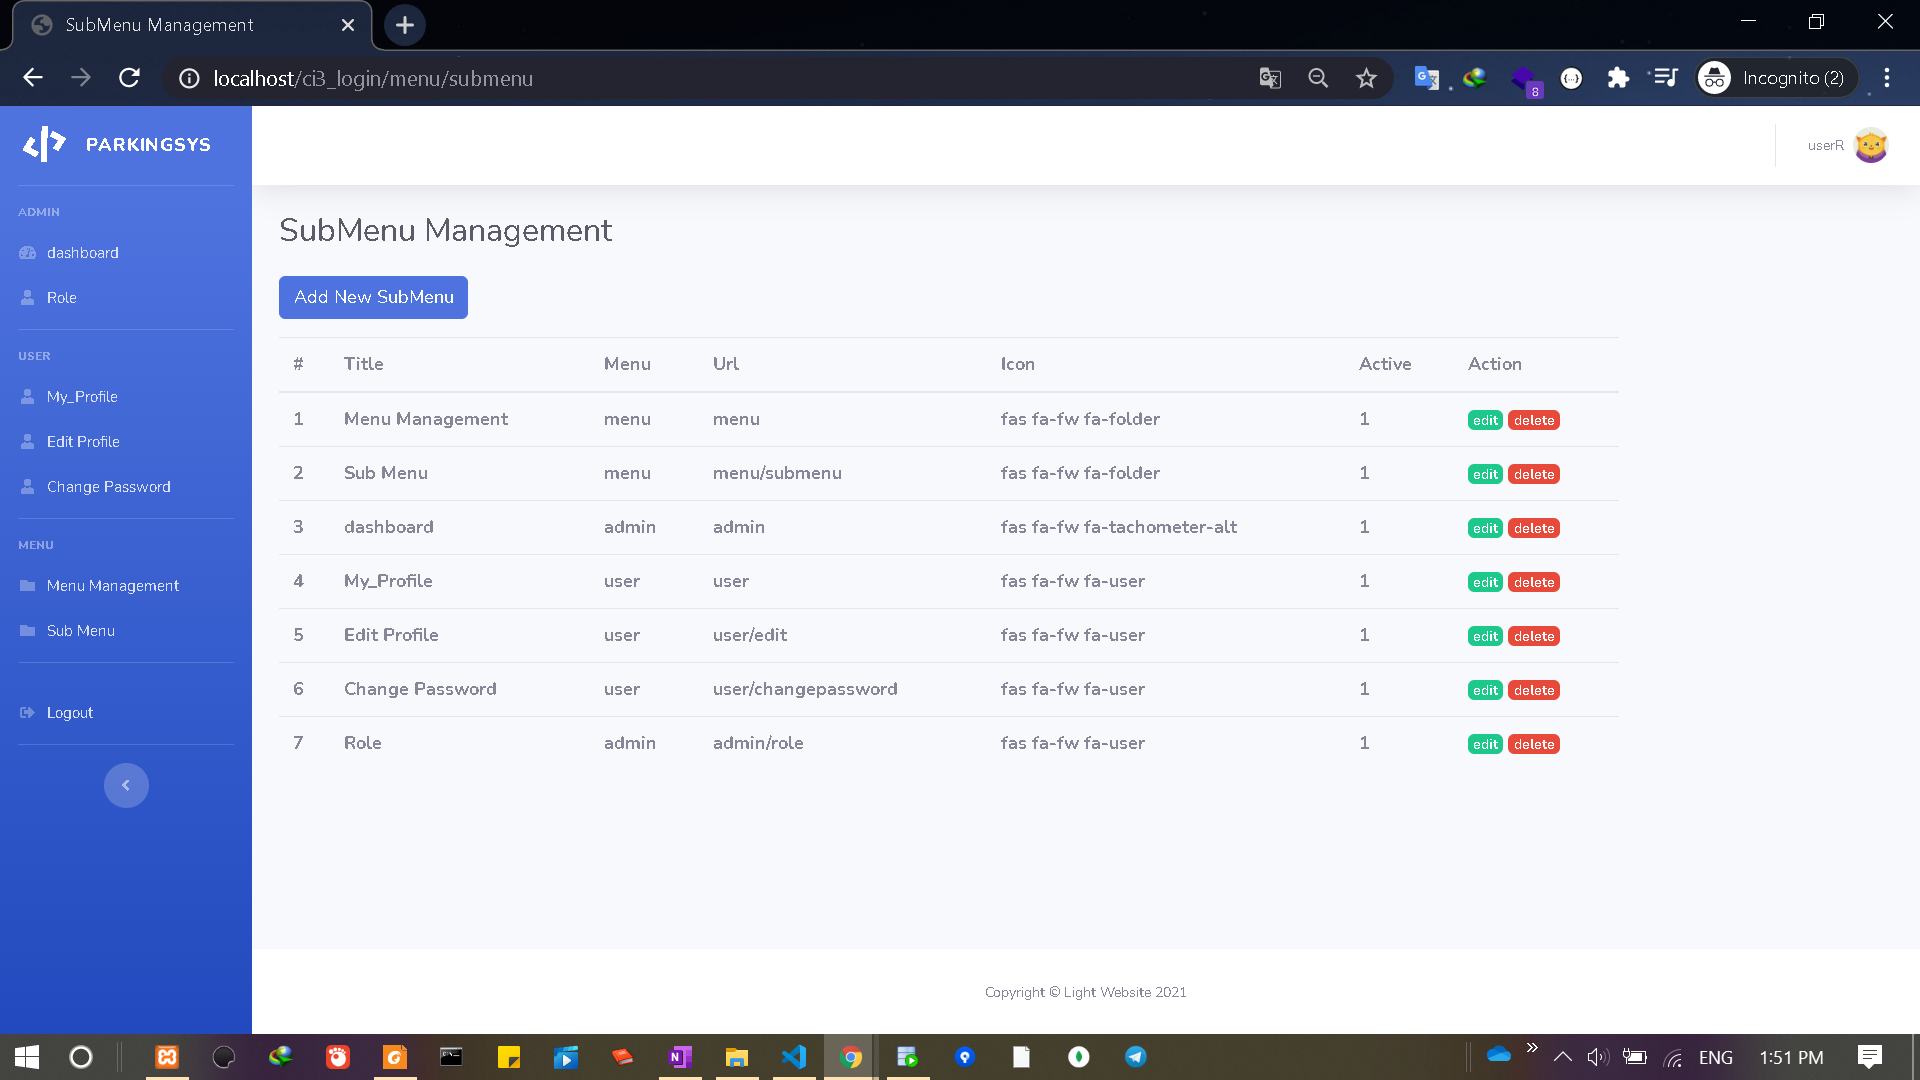 SubMenu Management
localhost/ci3_login/menu/submenu
8
Incognito (2)
PARKINGSYS
userR
ADMIN
dashboard
Role
USER
My_Profile
Edit Profile
Change Password
MENU
Menu Management
Sub Menu
Logout
SubMenu Management
Add New SubMenu
# Title Menu Url Icon Active Action
1 Menu Management menu menu fas fa-fw fa-folder 1 edit delete
2 Sub Menu menu menu/submenu fas fa-fw fa-folder 1 edit delete
3 dashboard admin admin fas fa-fw fa-tachometer-alt 1 edit delete
4 My_Profile user user fas fa-fw fa-user 1 edit delete
5 Edit Profile user user/edit fas fa-fw fa-user 1 edit delete
6 Change Password user user/changepassword fas fa-fw fa-user 1 edit delete
7 Role admin admin/role fas fa-fw fa-user 1 edit delete
Copyright © Light Website 2021
ENG 1:51 PM